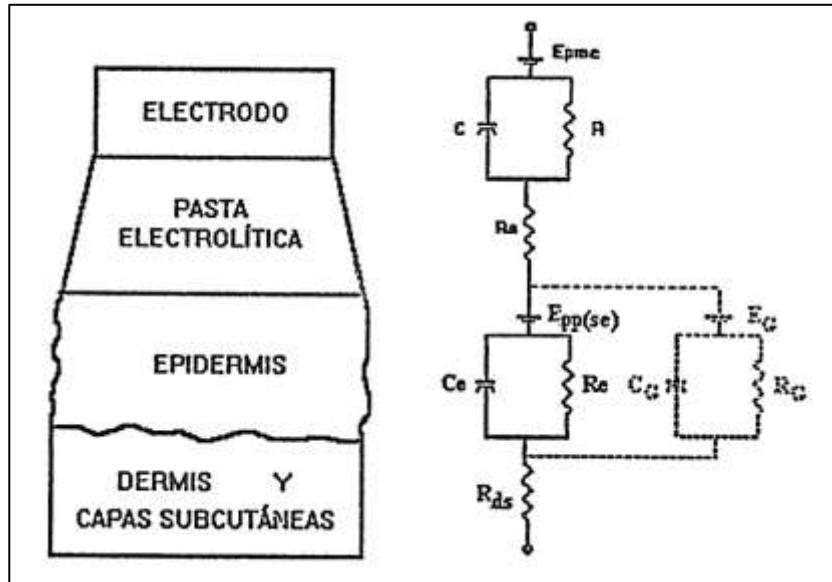 ELECTRODO
PASTA
ELECTROLÍTICA
EPIDERMIS
DERMIS Y
CAPAS SUBCUTÁNEAS
Epme
C
R
Rs
Epp(se)
EG
Ce
Re
CG
RG
Rds